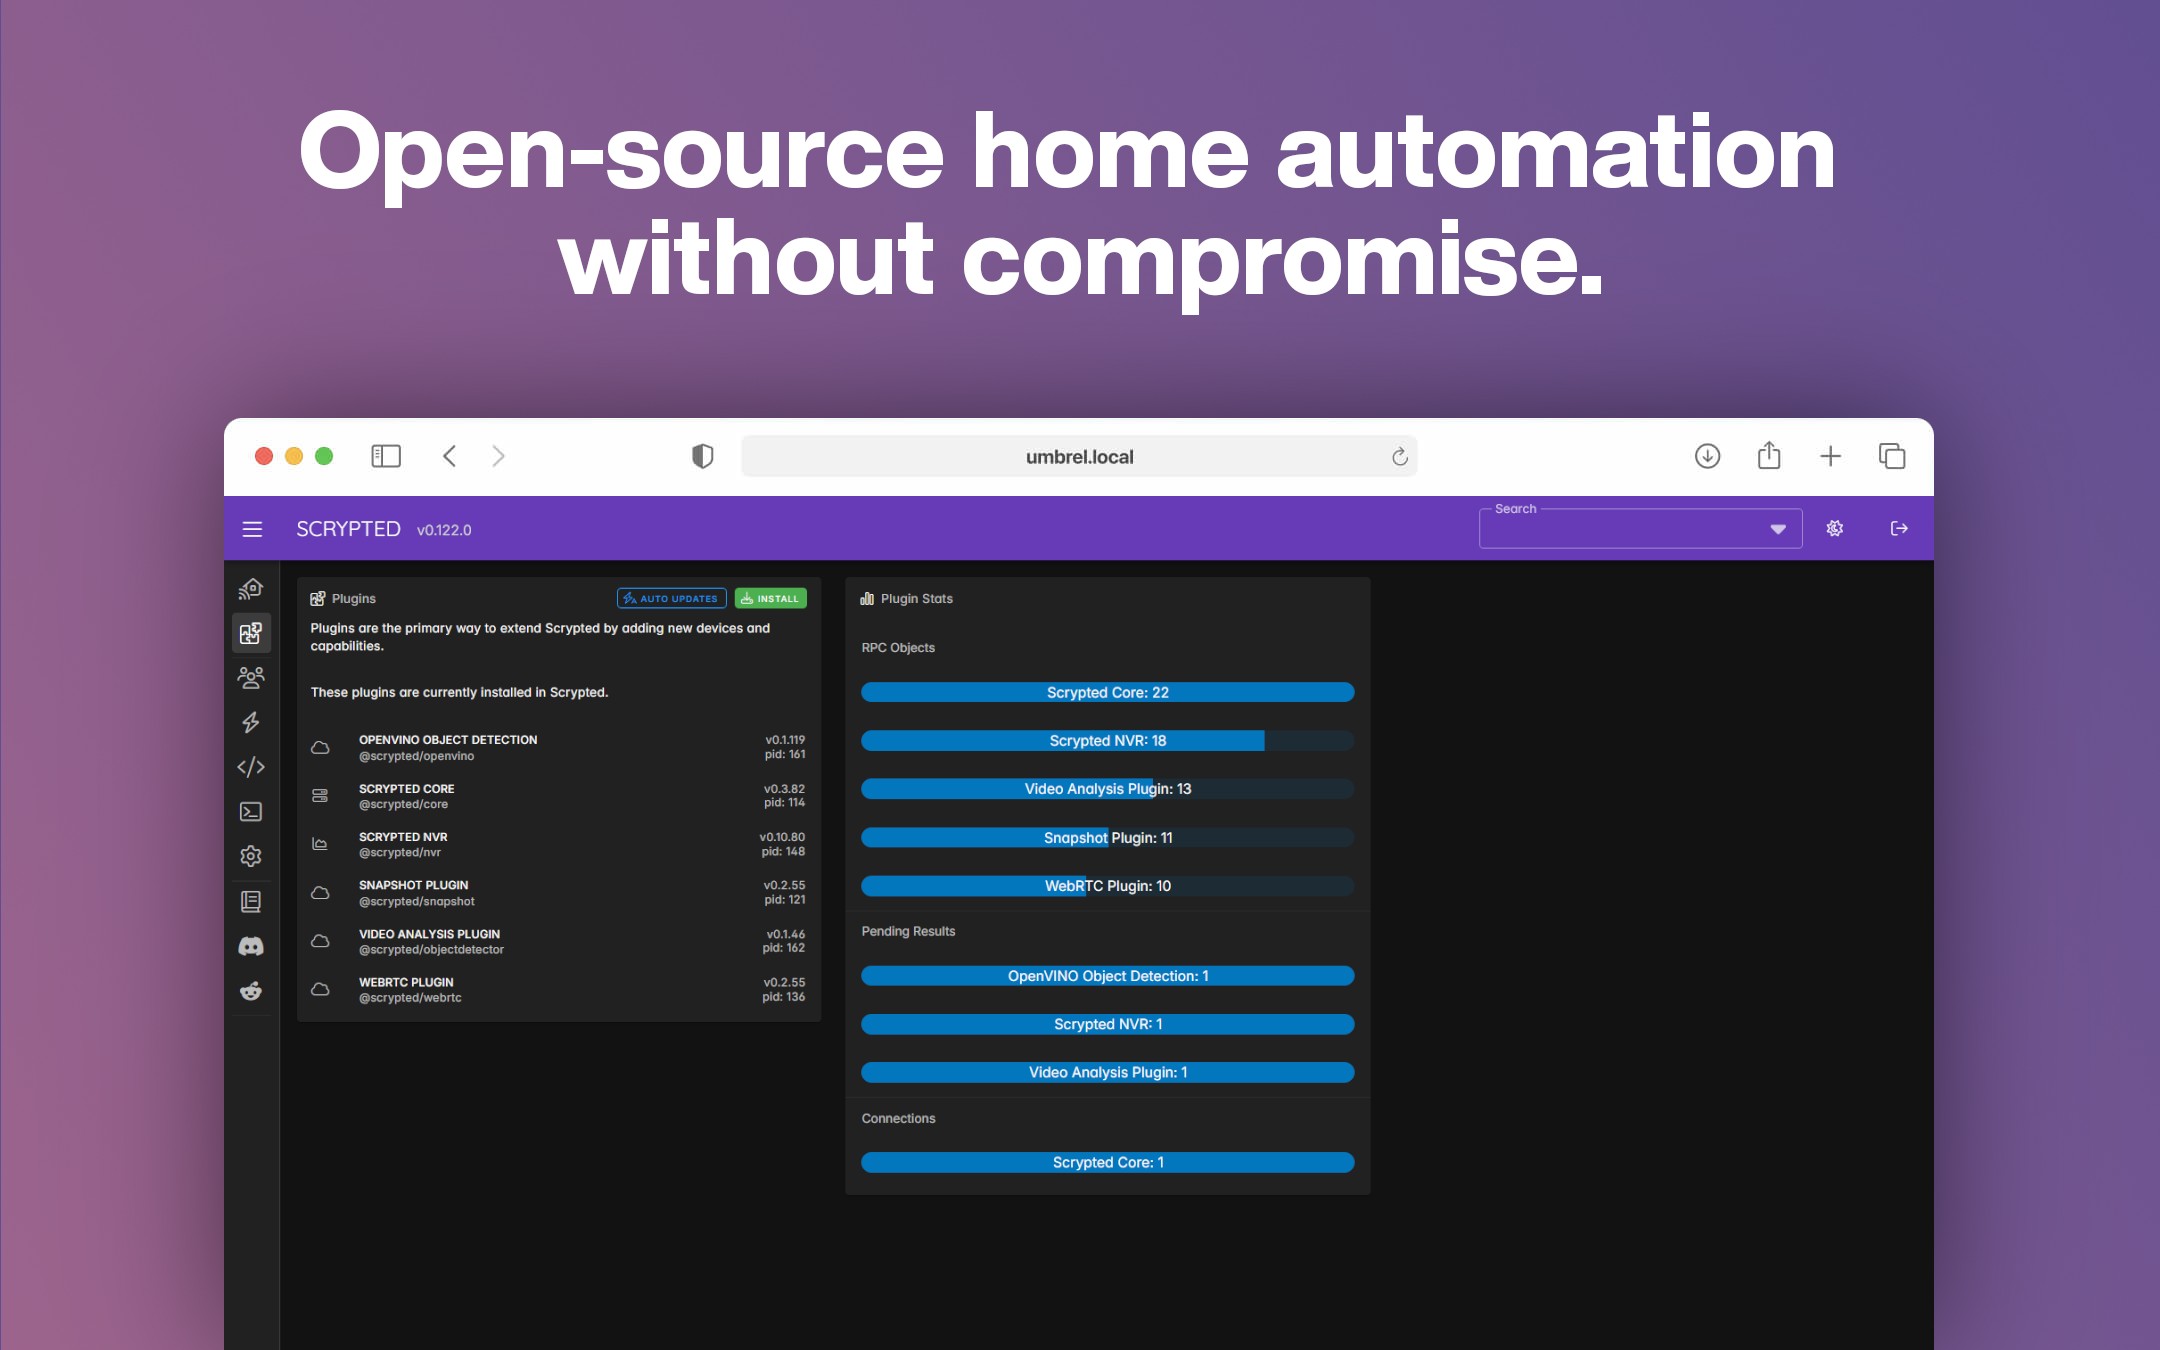 Open-source home automation
without compromise.
umbrel.local
SCRYPTED v0.122.0
Search
Plugins
AUTO UPDATES
INSTALL
Plugins are the primary way to extend Scrypted by adding new devices and
capabilities.
These plugins are currently installed in Scrypted.
OPENVINO OBJECT DETECTION v0.1.119
@scrypted/openvino pid: 161
SCRYPTED CORE v0.3.82
@scrypted/core pid: 114
SCRYPTED NVR v0.10.80
@scrypted/nvr pid: 148
SNAPSHOT PLUGIN v0.2.55
@scrypted/snapshot pid: 121
VIDEO ANALYSIS PLUGIN v0.1.46
@scrypted/objectdetector pid: 162
WEBRTC PLUGIN v0.2.55
@scrypted/webrtc pid: 136
Plugin Stats
RPC Objects
Scrypted Core: 22
Scrypted NVR: 18
Video Analysis Plugin: 13
Snapshot Plugin: 11
WebRTC Plugin: 10
Pending Results
OpenVINO Object Detection: 1
Scrypted NVR: 1
Video Analysis Plugin: 1
Connections
Scrypted Core: 1